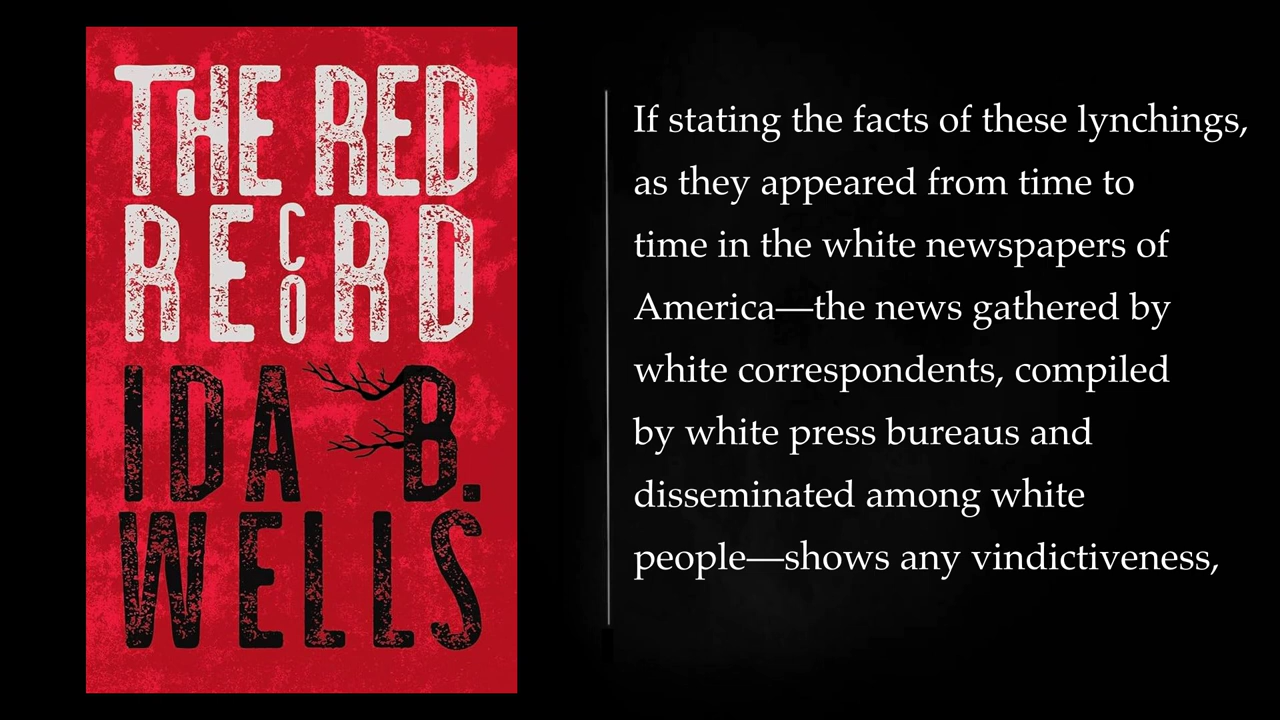 THE RED
RECORD
IDA B.
WELLS
If stating the facts of these lynchings,
as they appeared from time to
time in the white newspapers of
America—the news gathered by
white correspondents, compiled
by white press bureaus and
disseminated among white
people—shows any vindictiveness,